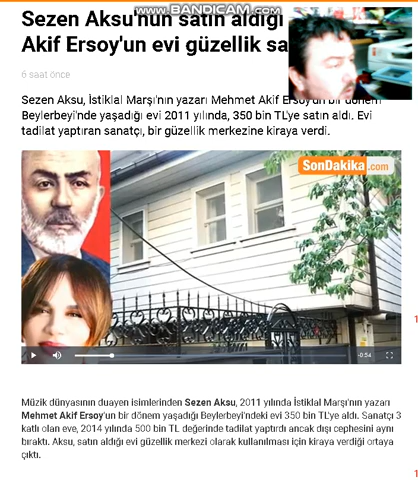 www.BANDICAM.com
Sezen Aksu'nun satın aldığı
Akif Ersoy'un evi güzellik sa
6 saat önce
Sezen Aksu, İstiklal Marşı'nın yazarı Mehmet Akif Ersoy'un bir dönem
Beylerbeyi'nde yaşadığı evi 2011 yılında, 350 bin TL'ye satın aldı. Evi
tadilat yaptıran sanatçı, bir güzellik merkezine kiraya verdi.
SonDakika.com
-0:54
1
Müzik dünyasının duayen isimlerinden Sezen Aksu, 2011 yılında İstiklal Marşı'nın yazarı
Mehmet Akif Ersoy'un bir dönem yaşadığı Beylerbeyi'ndeki evi 350 bin TL'ye aldı. Sanatçı 3
katlı olan eve, 2014 yılında 500 bin TL değerinde tadilat yaptırdı ancak dışı cephesini aynı
bıraktı. Aksu, satın aldığı evi güzellik merkezi olarak kullanılması için kiraya verdiği ortaya
çıktı.
1